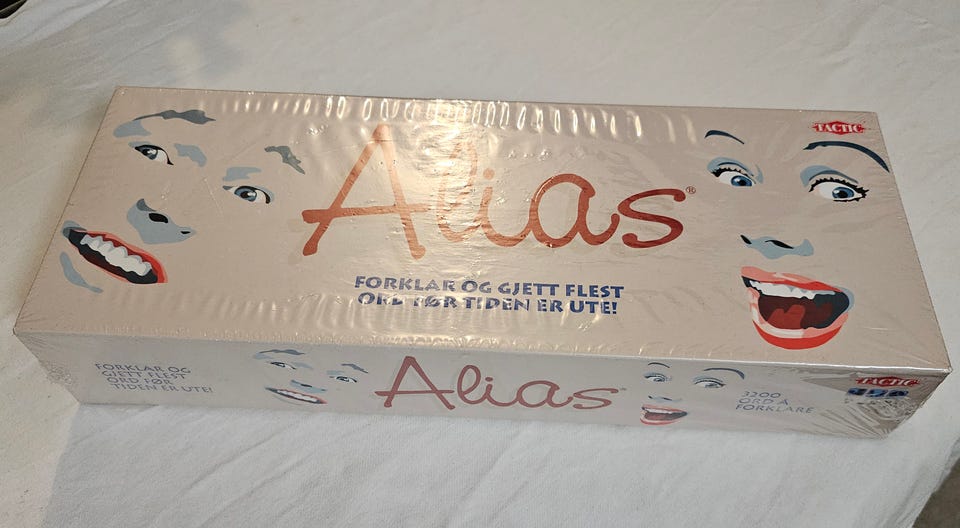 TACTIC
Alias®
FORKLAR OG GJETT FLEST
ORD FØR TIDEN ER UTE!
FORKLAR OG
GJETT FLEST
ORD FØR
TIDEN ER UTE!
Alias®
3200
ORD Å
FORKLARE
TACTIC